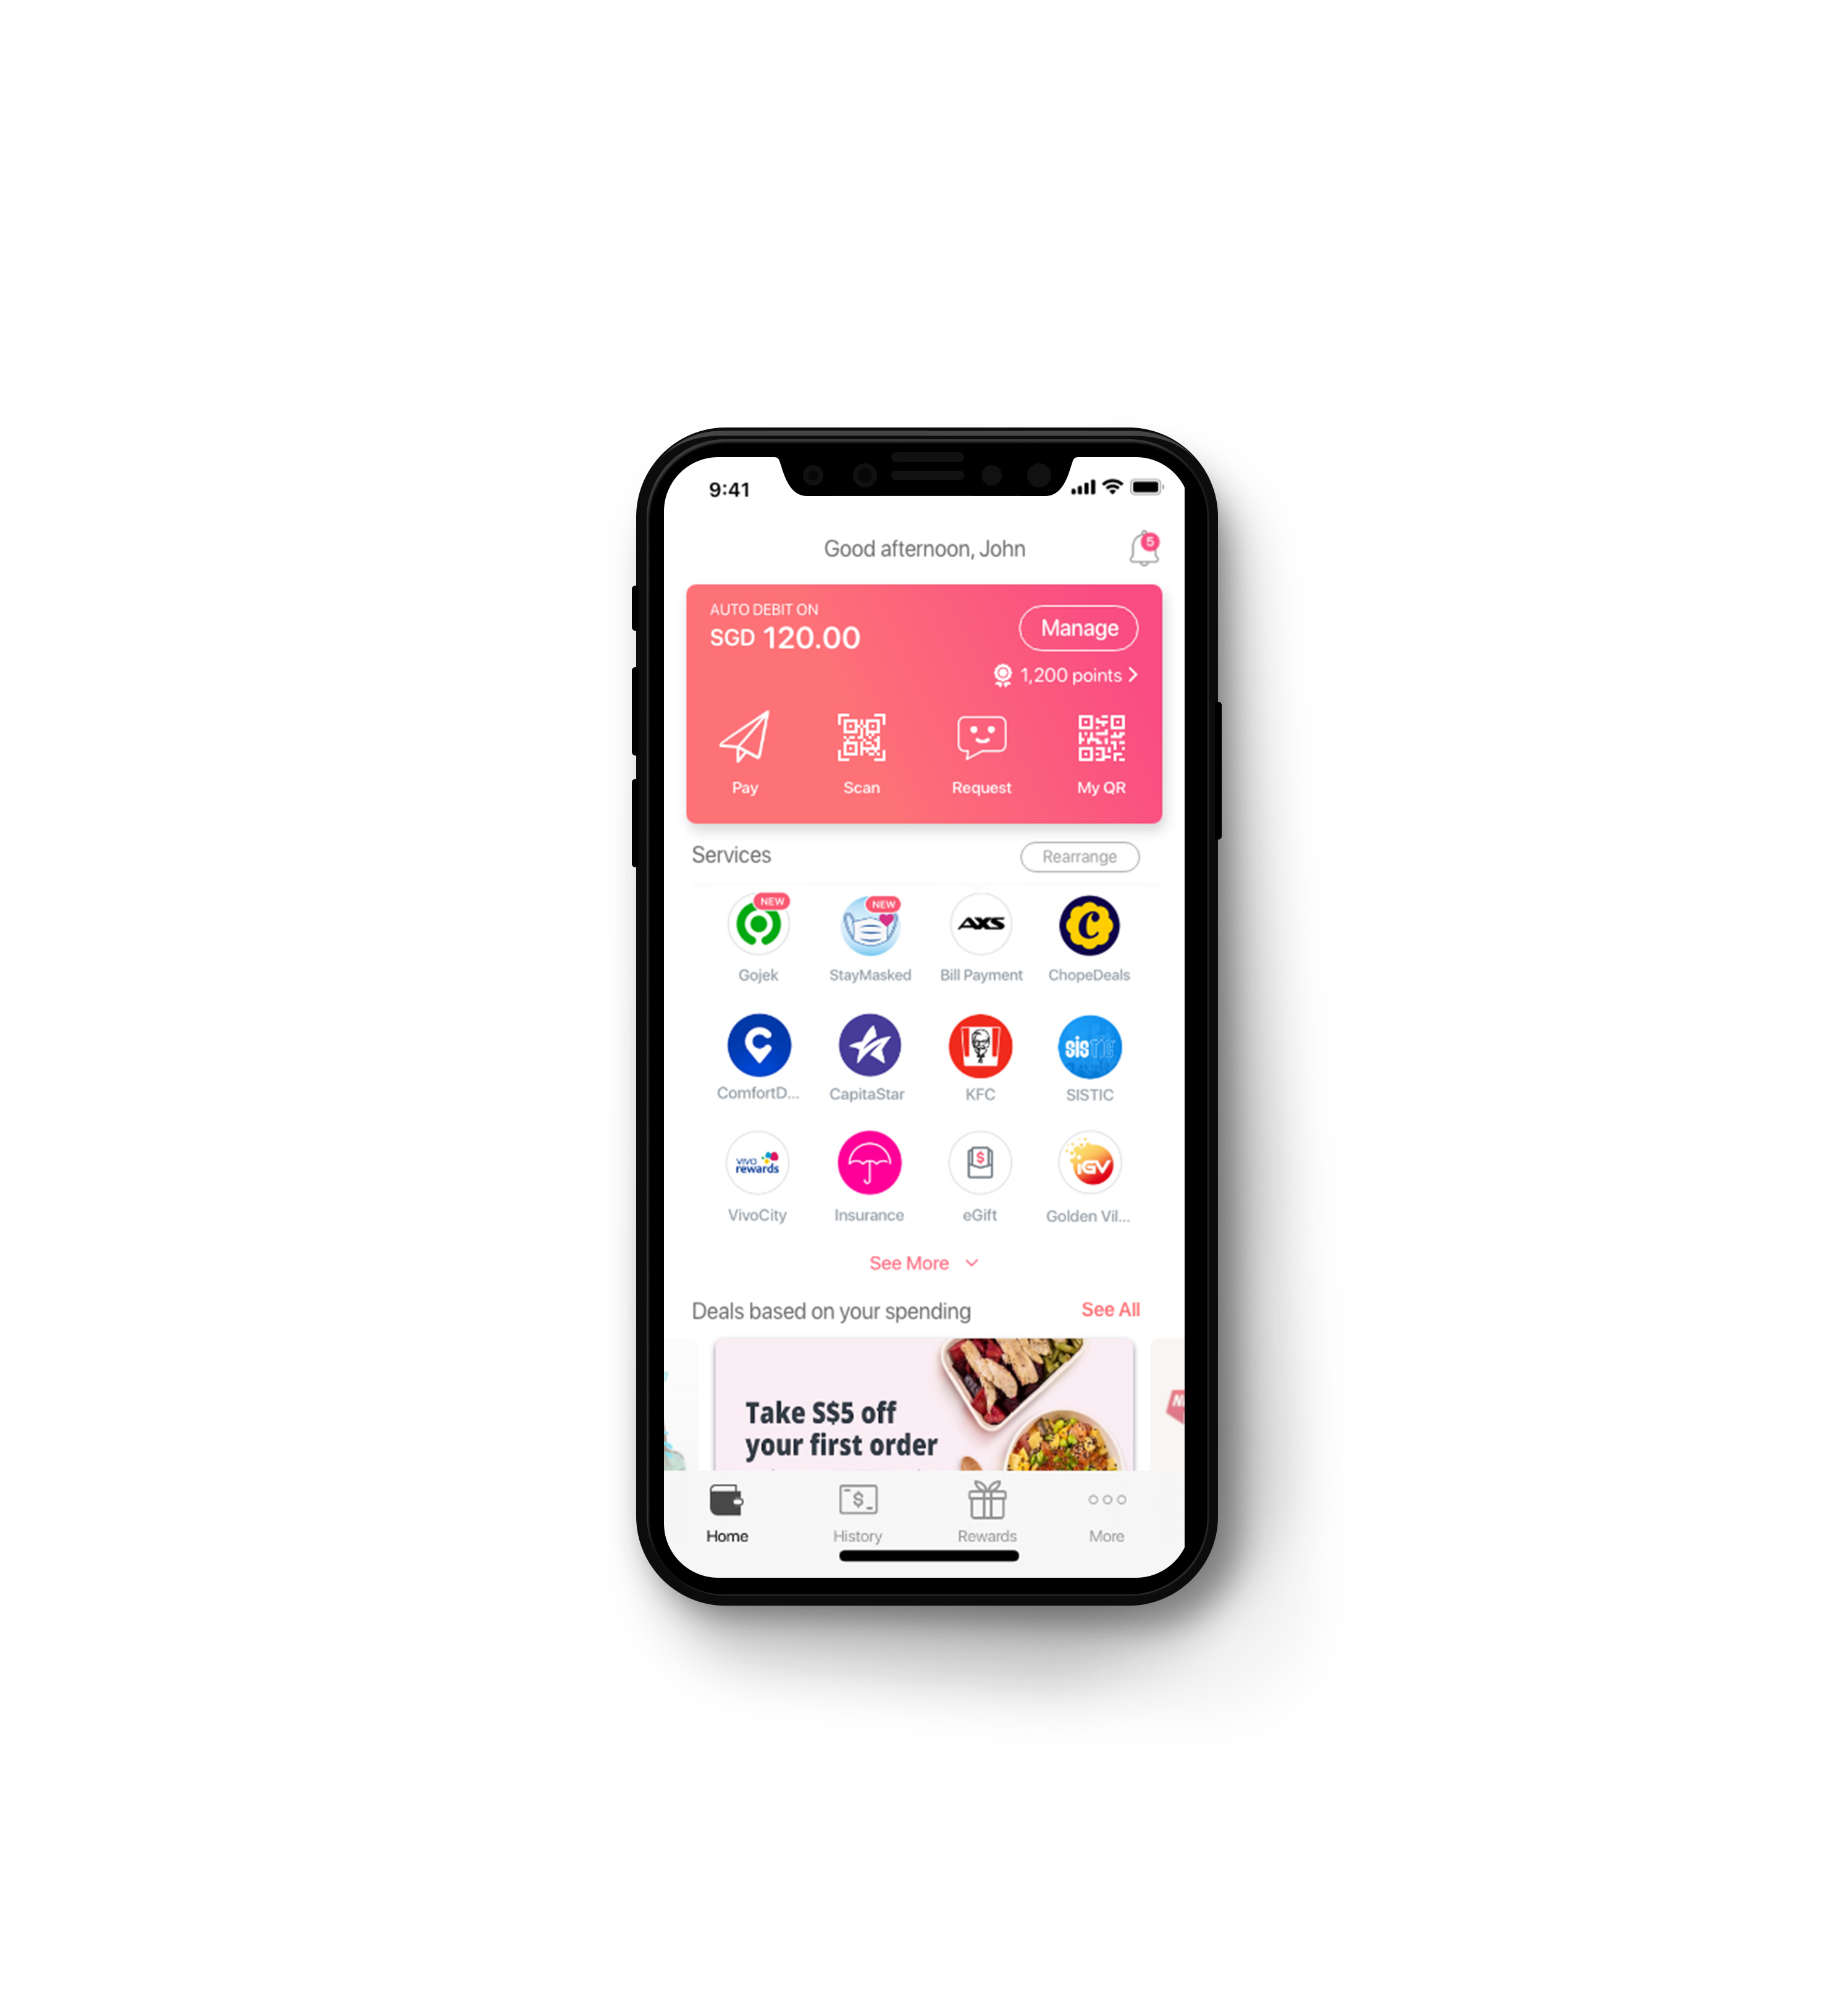 9:41
Good afternoon, John
5
AUTO DEBIT ON
SGD 120.00
Manage
1,200 points
Pay
Scan
Request
My QR
Services
Rearrange
NEW
NEW
AXS
C
Gojek
StayMasked
Bill Payment
ChopeDeals
sistic
ComfortD...
CapitaStar
KFC
SISTIC
vivo
rewards
$
iGV
VivoCity
Insurance
eGift
Golden Vil...
See More
Deals based on your spending
See All
Take S$5 off
your first order
$
Home
History
Rewards
More